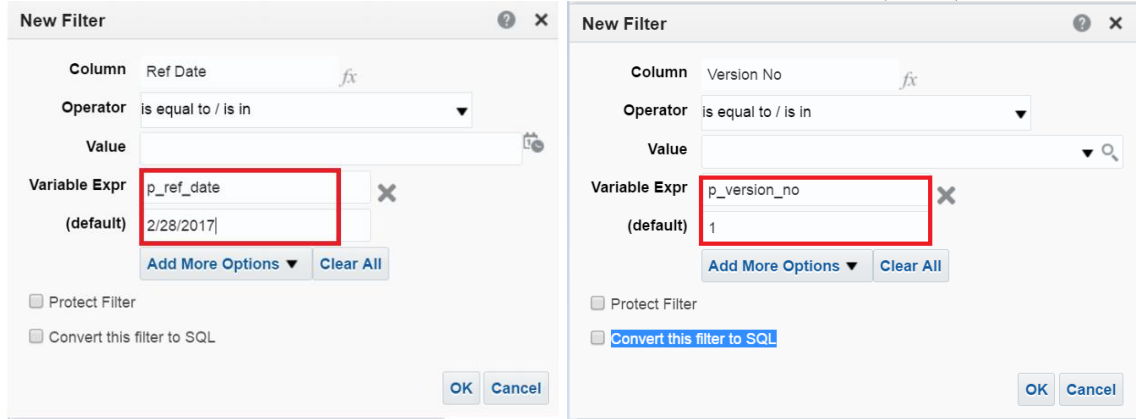 New Filter
Column Ref Date fx
Operator is equal to / is in
Value
Variable Expr p_ref_date
(default) 2/28/2017
Add More Options Clear All
Protect Filter
Convert this filter to SQL
OK Cancel
New Filter
Column Version No fx
Operator is equal to / is in
Value
Variable Expr p_version_no
(default) 1
Add More Options Clear All
Protect Filter
Convert this filter to SQL
OK Cancel